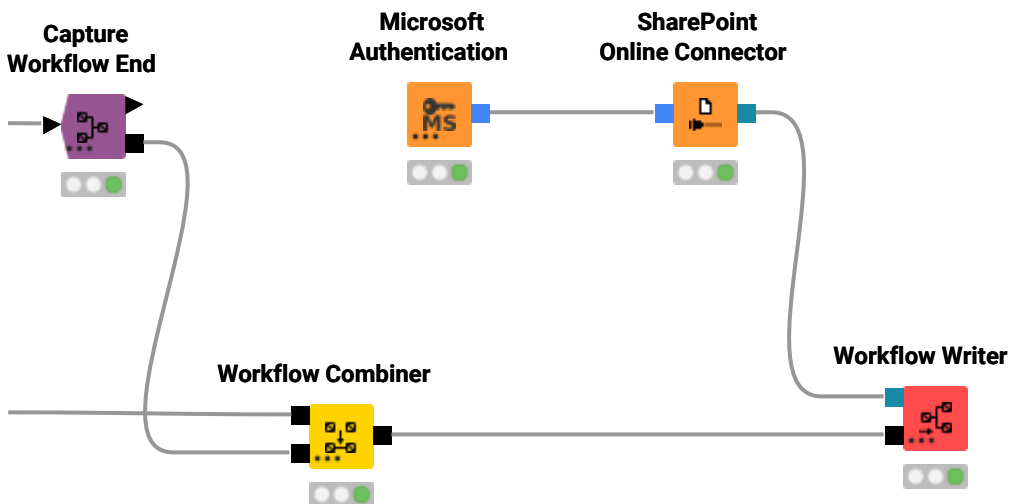 Capture
Workflow End
Microsoft
Authentication
MS
SharePoint
Online Connector
Workflow Combiner
Workflow Writer